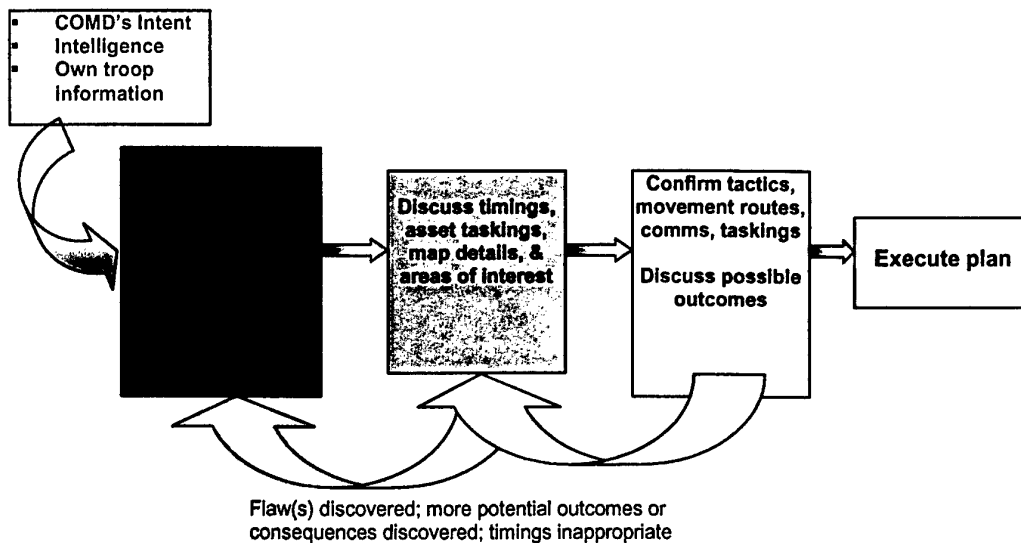 ▪ COMD's Intent
▪ Intelligence
▪ Own troop
Information
Discuss timings,
asset taskings,
map details, &
areas of interest
Confirm tactics,
movement routes,
comms, taskings
Discuss possible
outcomes
Execute plan
Flaw(s) discovered; more potential outcomes or
consequences discovered; timings inappropriate